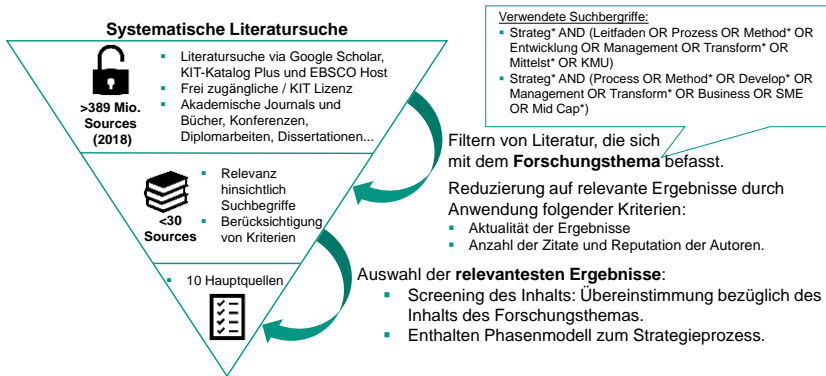 Systematische Literatursuche
>389 Mio.
Sources
(2018)
▪ Literatursuche via Google Scholar,
KIT-Katalog Plus und EBSCO Host
▪ Frei zugängliche / KIT Lizenz
▪ Akademische Journals und
Bücher, Konferenzen,
Diplomarbeiten, Dissertationen...
<30
Sources
▪ Relevanz
hinsichtlich
Suchbegriffe
▪ Berücksichtigung
von Kriterien
▪ 10 Hauptquellen
Verwendete Suchbergriffe:
▪ Strateg* AND (Leitfaden OR Prozess OR Method* OR
Entwicklung OR Management OR Transform* OR
Mittelst* OR KMU)
▪ Strateg* AND (Process OR Method* OR Develop* OR
Management OR Transform* OR Business OR SME
OR Mid Cap*)
Filtern von Literatur, die sich
mit dem Forschungsthema befasst.
Reduzierung auf relevante Ergebnisse durch
Anwendung folgender Kriterien:
▪ Aktualität der Ergebnisse
▪ Anzahl der Zitate und Reputation der Autoren.
Auswahl der relevantesten Ergebnisse:
▪ Screening des Inhalts: Übereinstimmung bezüglich des
Inhalts des Forschungsthemas.
▪ Enthalten Phasenmodell zum Strategieprozess.